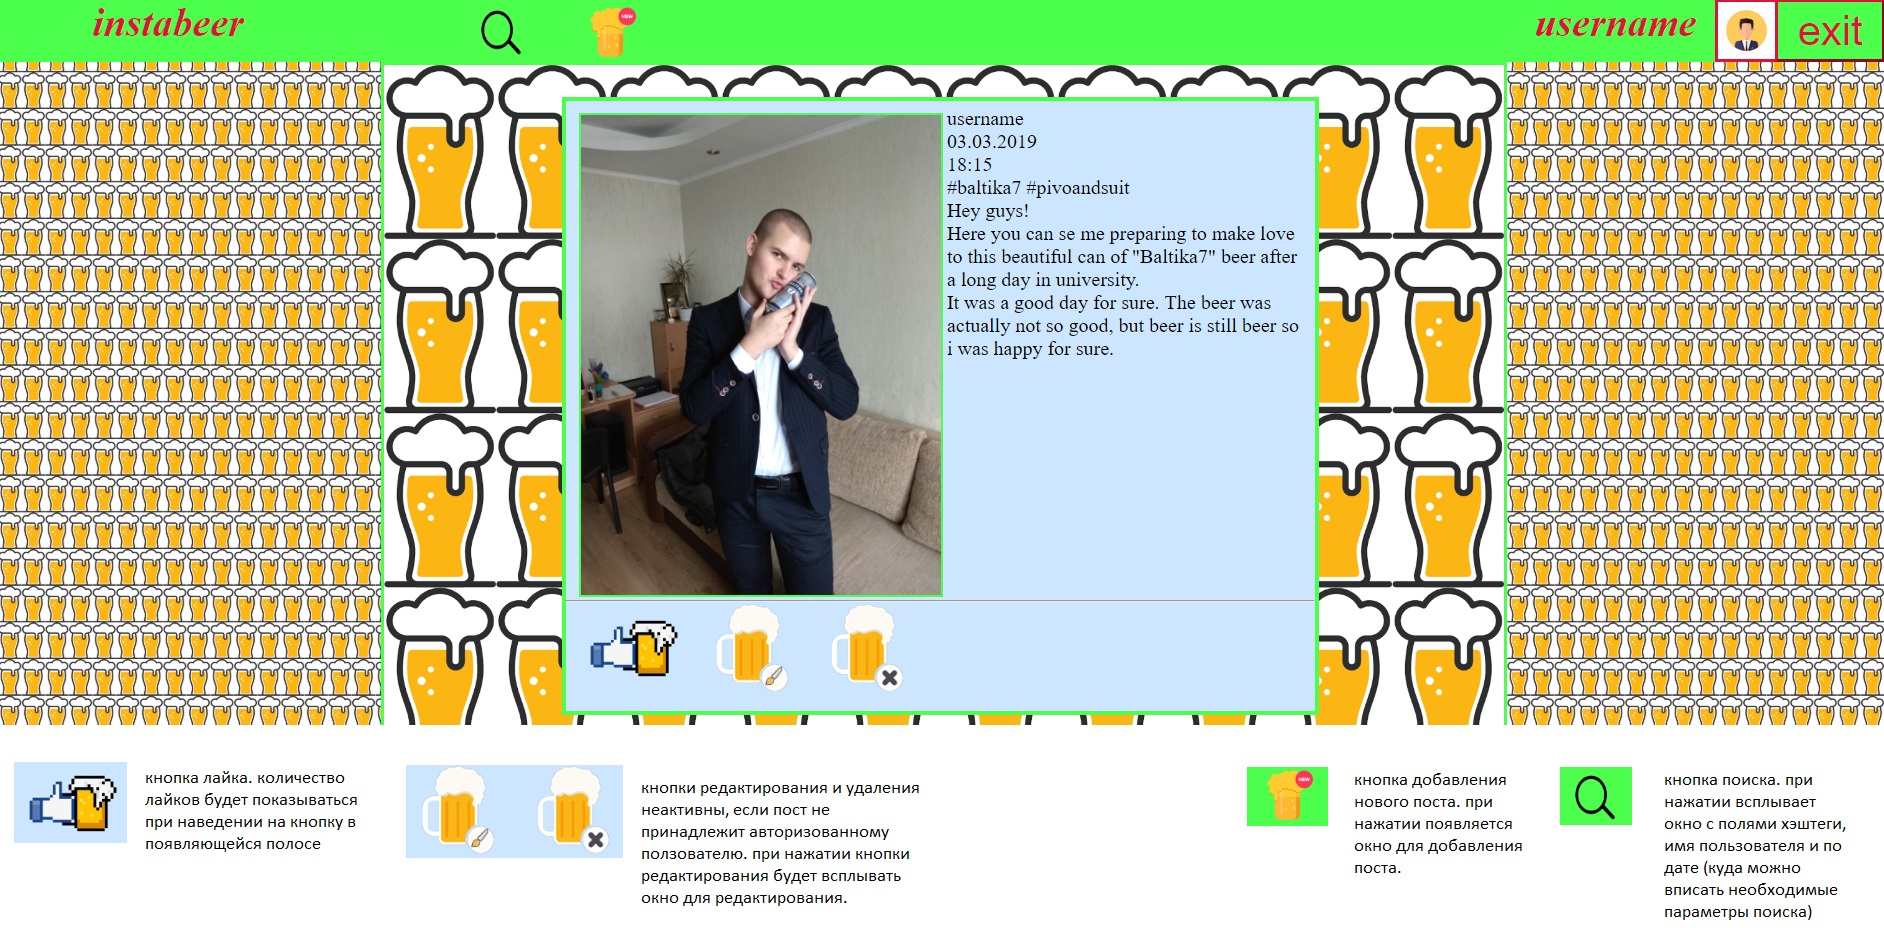 instabeer
NEW
username
exit
username
03.03.2019
18:15
#baltika7 #pivoandsuit
Hey guys!
Here you can se me preparing to make love
to this beautiful can of "Baltika7" beer after
a long day in university.
It was a good day for sure. The beer was
actually not so good, but beer is still beer so
i was happy for sure.
кнопка лайка. количество
лайков будет показываться
при наведении на кнопку в
появляющейся полосе
кнопки редактирования и удаления
неактивны, если пост не
принадлежит авторизованному
ползователю. при нажатии кнопки
редактирования будет всплывать
окно для редактирования.
NEW
кнопка добавления
нового поста. при
нажатии появляется
окно для добавления
поста.
кнопка поиска. при
нажатии всплывает
окно с полями хэштеги,
имя пользователя и по
дате (куда можно
вписать необходимые
параметры поиска)